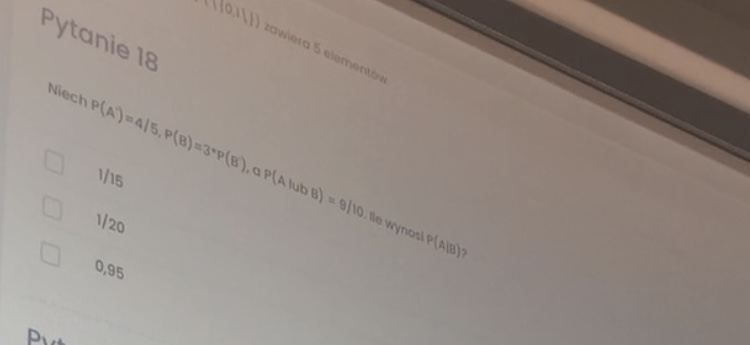 zawiera 5 elementów
Pytanie 18
Niech P(A')=4/5, P(B)=3*P(B'), a P(A lub B) = 9/10. Ile wynosi P(A|B)?
1/15
1/20
0,95